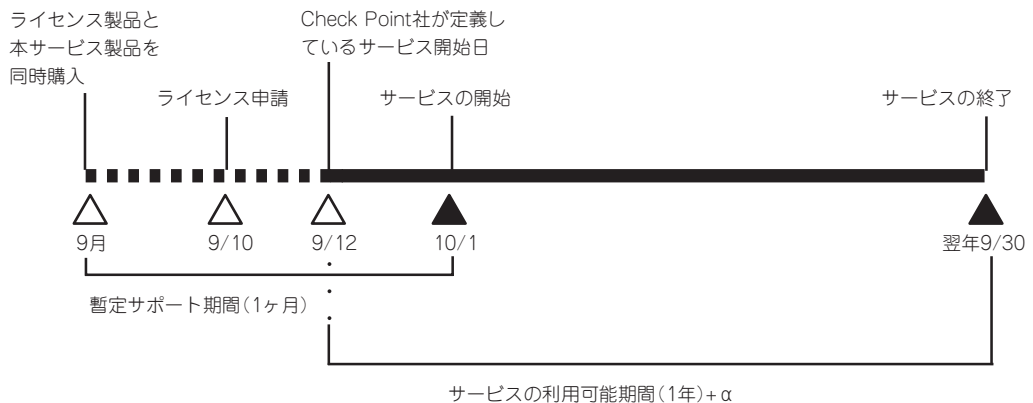 ライセンス製品と
本サービス製品を
同時購入
Check Point社が定義し
ているサービス開始日
ライセンス申請
サービスの開始
サービスの終了
9月
9/10
9/12
10/1
翌年9/30
暫定サポート期間(1ヶ月)
サービスの利用可能期間(1年)+α